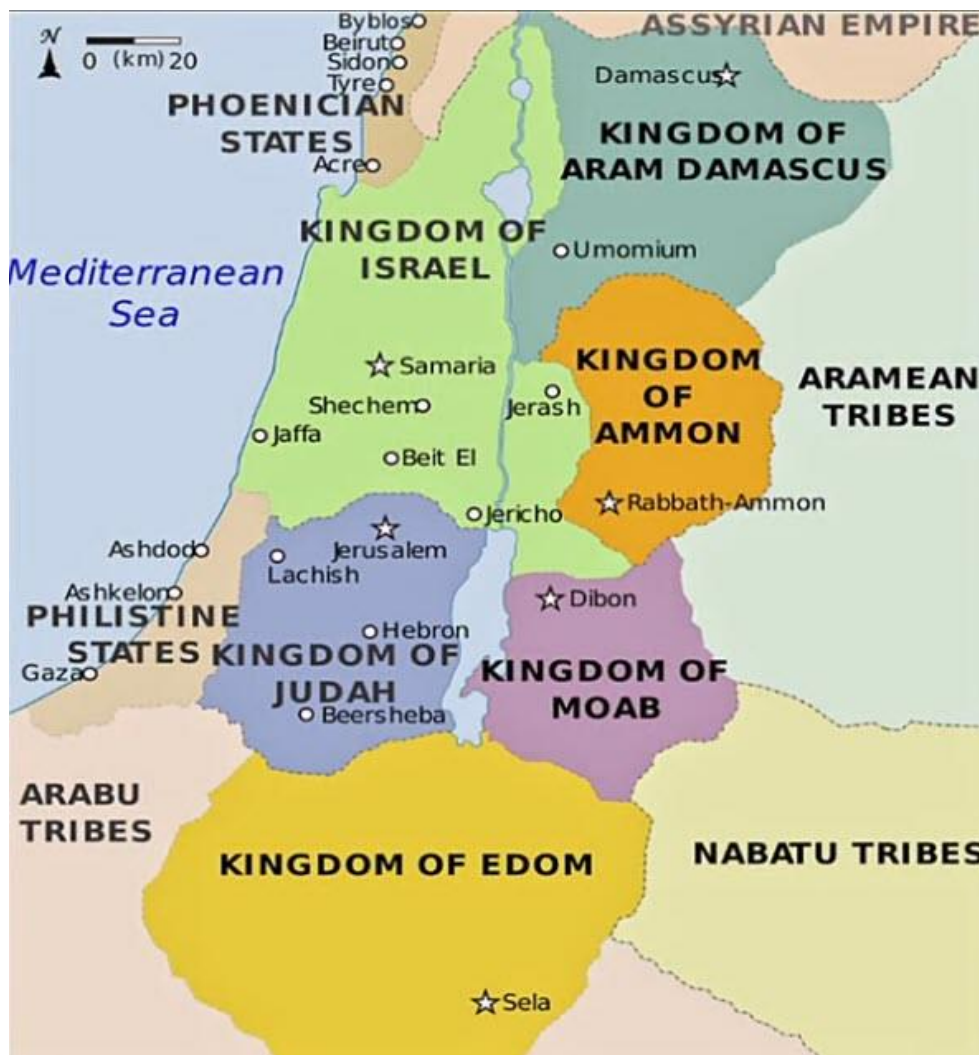 N
0 (km) 20
Byblos
Beirut
Sidon
Tyre
PHOENICIAN
STATES
Acre
ASSYRIAN EMPIRE
Damascus
KINGDOM OF
ARAM DAMASCUS
Umomium
KINGDOM OF
ISRAEL
Mediterranean
Sea
Samaria
Shechem
Jaffa
Beit El
Jerash
KINGDOM
OF
AMMON
ARAMEAN
TRIBES
Rabbath-Ammon
Jericho
Jerusalem
Ashdod
Lachish
Ashkelon
PHILISTINE
STATES
Gaza
Hebron
KINGDOM OF
JUDAH
Beersheba
Dibon
KINGDOM OF
MOAB
ARABU
TRIBES
KINGDOM OF EDOM
NABATU TRIBES
Sela